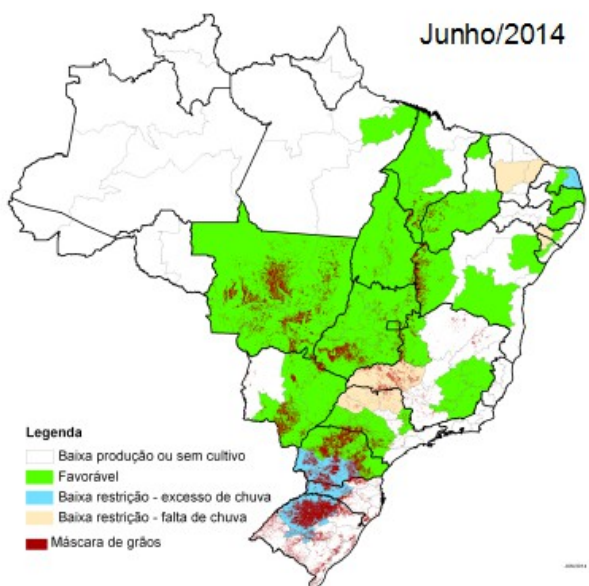 Junho/2014
Legenda
Baixa produção ou sem cultivo
Favorável
Baixa restrição - excesso de chuva
Baixa restrição - falta de chuva
Máscara de grãos